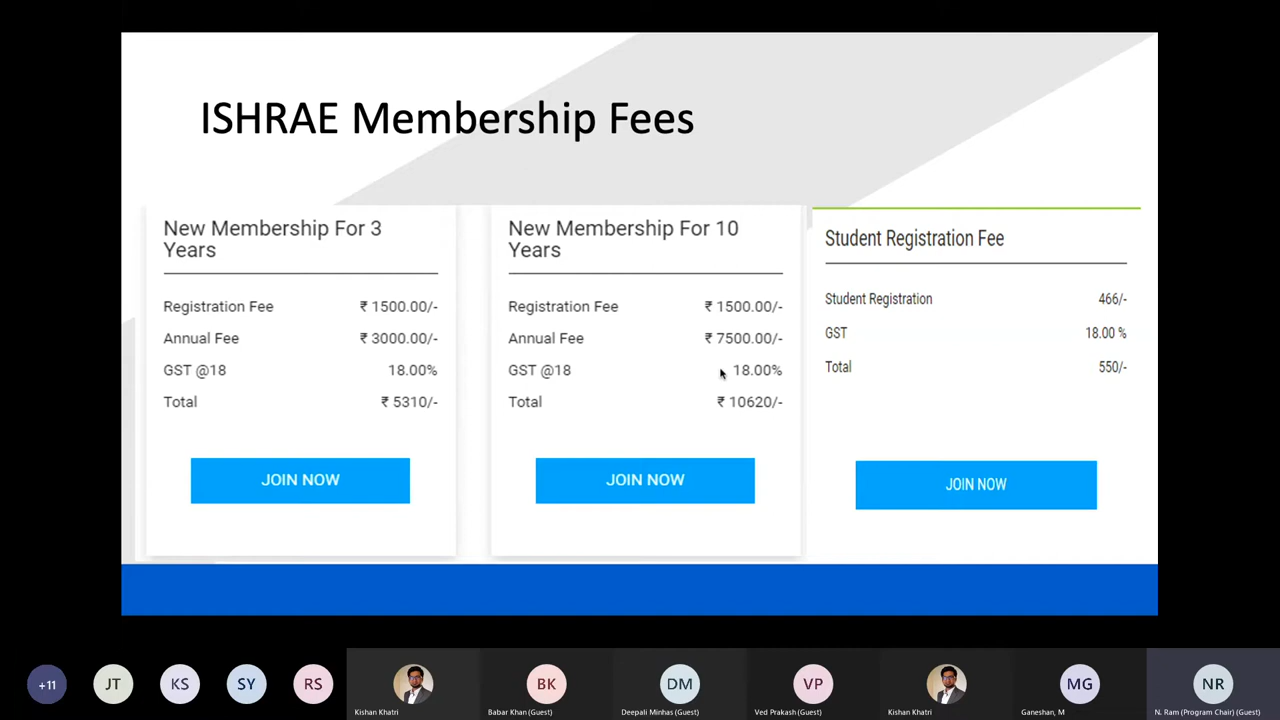 ISHRAE Membership Fees
New Membership For 3
Years
Registration Fee ₹ 1500.00/-
Annual Fee ₹ 3000.00/-
GST @18 18.00%
Total ₹ 5310/-
JOIN NOW
New Membership For 10
Years
Registration Fee ₹ 1500.00/-
Annual Fee ₹ 7500.00/-
GST @18 18.00%
Total ₹ 10620/-
JOIN NOW
Student Registration Fee
Student Registration 466/-
GST 18.00 %
Total 550/-
JOIN NOW
+11 JT KS SY RS BK DM VP MG NR
Kishan Khatri Babar Khan (Guest) Deepali Minhas (Guest) Ved Prakash (Guest) Kishan Khatri Ganeshan, M N. Ram (Program Chair) (Guest)